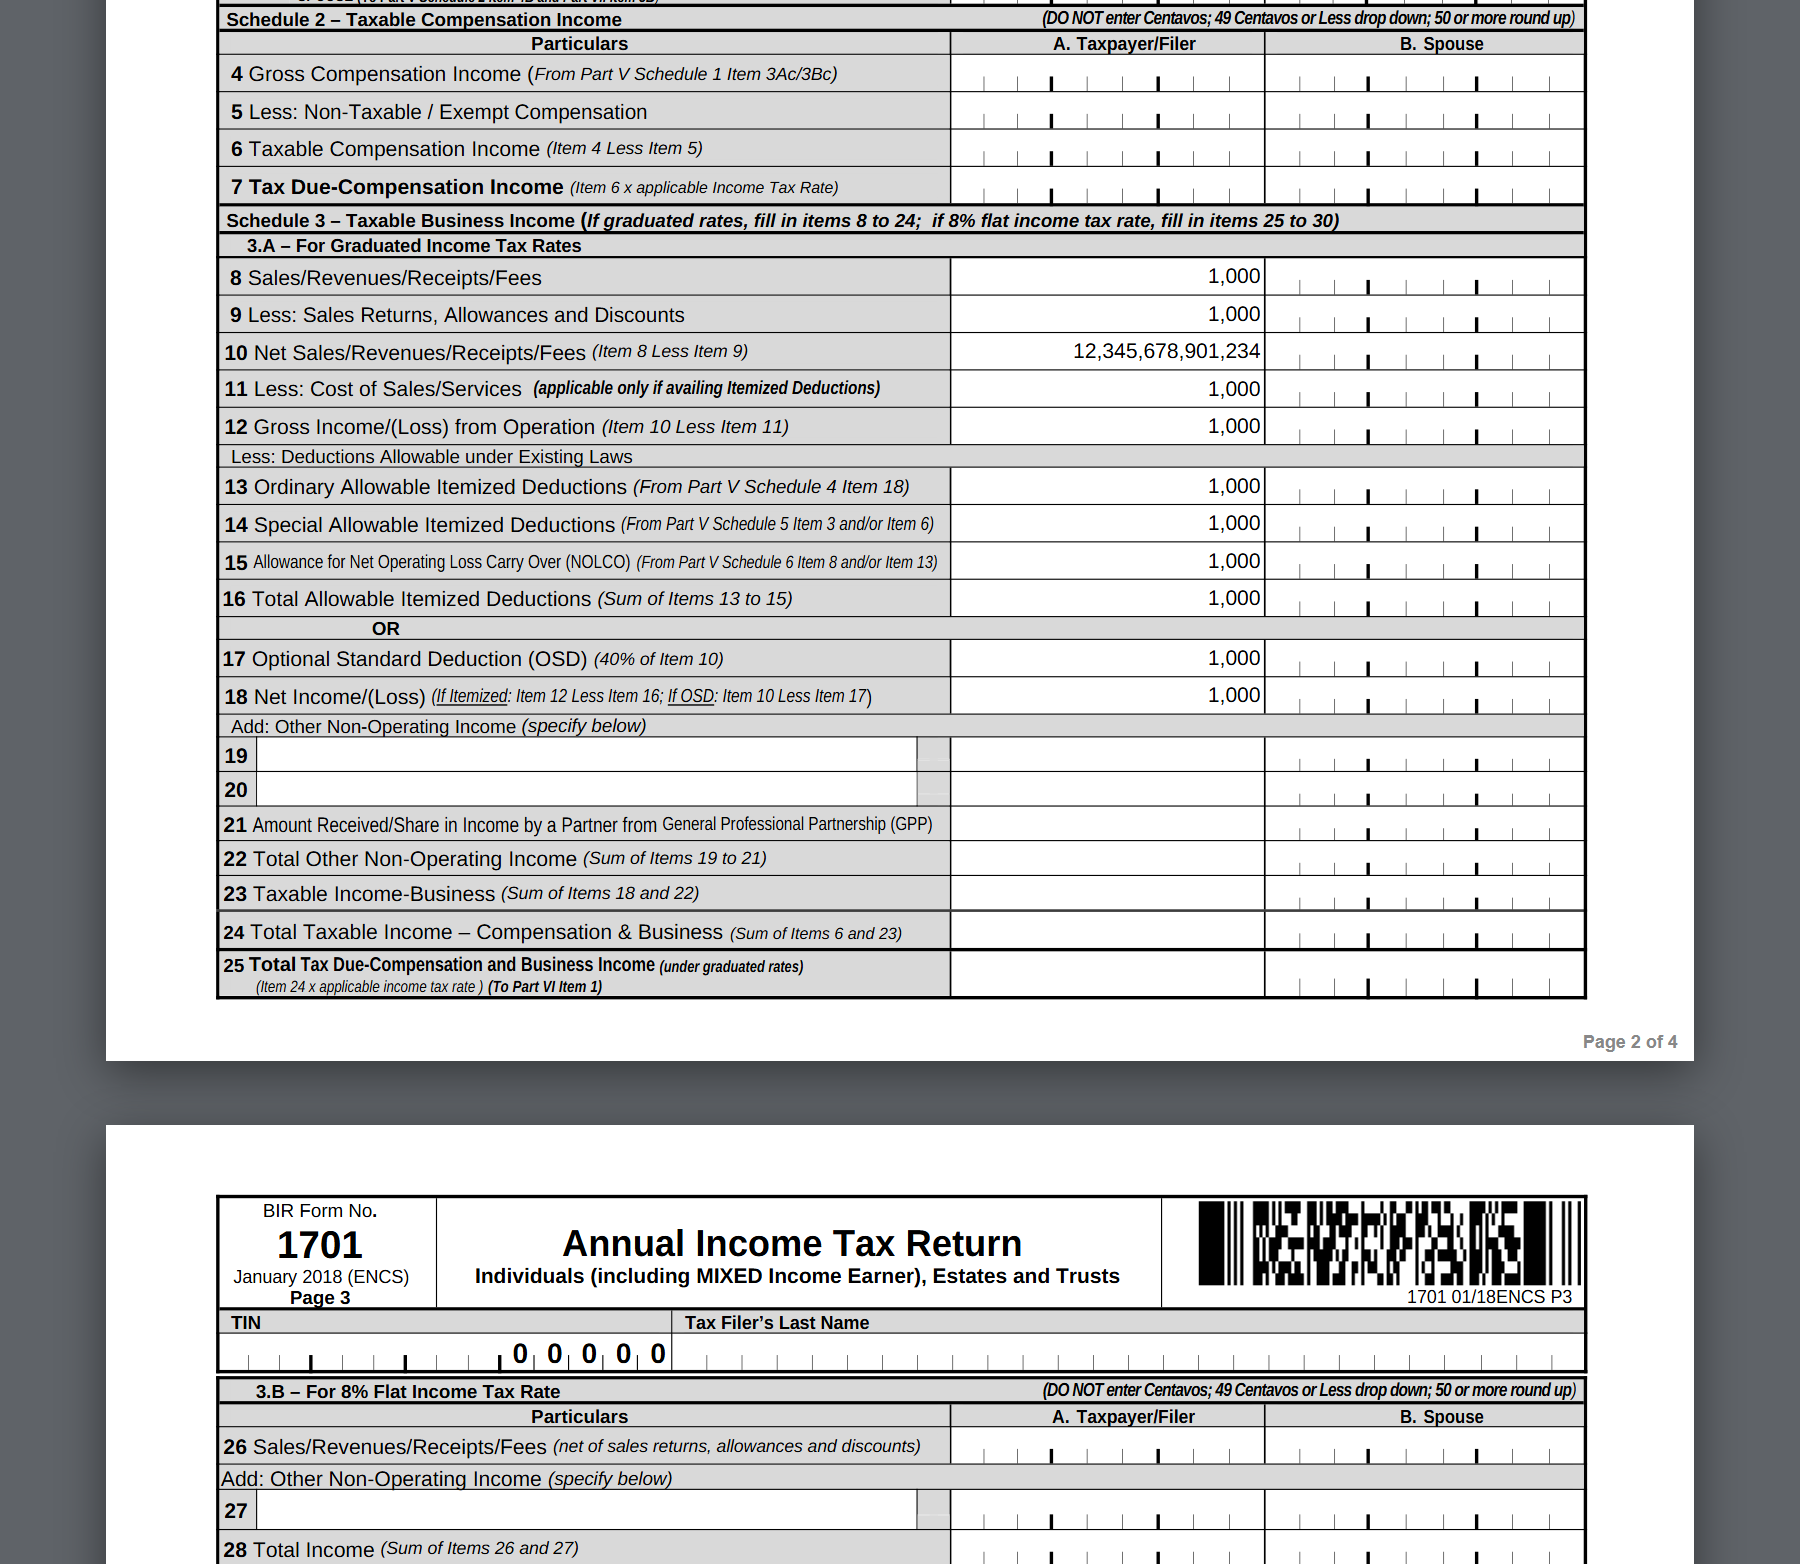 Schedule 2 – Taxable Compensation Income (DO NOT enter Centavos; 49 Centavos or Less drop down; 50 or more round up)
Particulars A. Taxpayer/Filer B. Spouse
4 Gross Compensation Income (From Part V Schedule 1 Item 3Ac/3Bc)
5 Less: Non-Taxable / Exempt Compensation
6 Taxable Compensation Income (Item 4 Less Item 5)
7 Tax Due-Compensation Income (Item 6 x applicable Income Tax Rate)
Schedule 3 – Taxable Business Income (If graduated rates, fill in items 8 to 24; if 8% flat income tax rate, fill in items 25 to 30)
3.A – For Graduated Income Tax Rates
8 Sales/Revenues/Receipts/Fees 1,000
9 Less: Sales Returns, Allowances and Discounts 1,000
10 Net Sales/Revenues/Receipts/Fees (Item 8 Less Item 9) 12,345,678,901,234
11 Less: Cost of Sales/Services (applicable only if availing Itemized Deductions) 1,000
12 Gross Income/(Loss) from Operation (Item 10 Less Item 11) 1,000
Less: Deductions Allowable under Existing Laws
13 Ordinary Allowable Itemized Deductions (From Part V Schedule 4 Item 18) 1,000
14 Special Allowable Itemized Deductions (From Part V Schedule 5 Item 3 and/or Item 6) 1,000
15 Allowance for Net Operating Loss Carry Over (NOLCO) (From Part V Schedule 6 Item 8 and/or Item 13) 1,000
16 Total Allowable Itemized Deductions (Sum of Items 13 to 15) 1,000
OR
17 Optional Standard Deduction (OSD) (40% of Item 10) 1,000
18 Net Income/(Loss) (If Itemized: Item 12 Less Item 16; If OSD: Item 10 Less Item 17) 1,000
Add: Other Non-Operating Income (specify below)
19
20
21 Amount Received/Share in Income by a Partner from General Professional Partnership (GPP)
22 Total Other Non-Operating Income (Sum of Items 19 to 21)
23 Taxable Income-Business (Sum of Items 18 and 22)
24 Total Taxable Income – Compensation & Business (Sum of Items 6 and 23)
25 Total Tax Due-Compensation and Business Income (under graduated rates)
(Item 24 x applicable income tax rate ) (To Part VI Item 1)
Page 2 of 4
BIR Form No.
1701
January 2018 (ENCS)
Page 3
Annual Income Tax Return
Individuals (including MIXED Income Earner), Estates and Trusts
1701 01/18ENCS P3
TIN Tax Filer’s Last Name
0 0 0 0 0
3.B – For 8% Flat Income Tax Rate (DO NOT enter Centavos; 49 Centavos or Less drop down; 50 or more round up)
Particulars A. Taxpayer/Filer B. Spouse
26 Sales/Revenues/Receipts/Fees (net of sales returns, allowances and discounts)
Add: Other Non-Operating Income (specify below)
27
28 Total Income (Sum of Items 26 and 27)